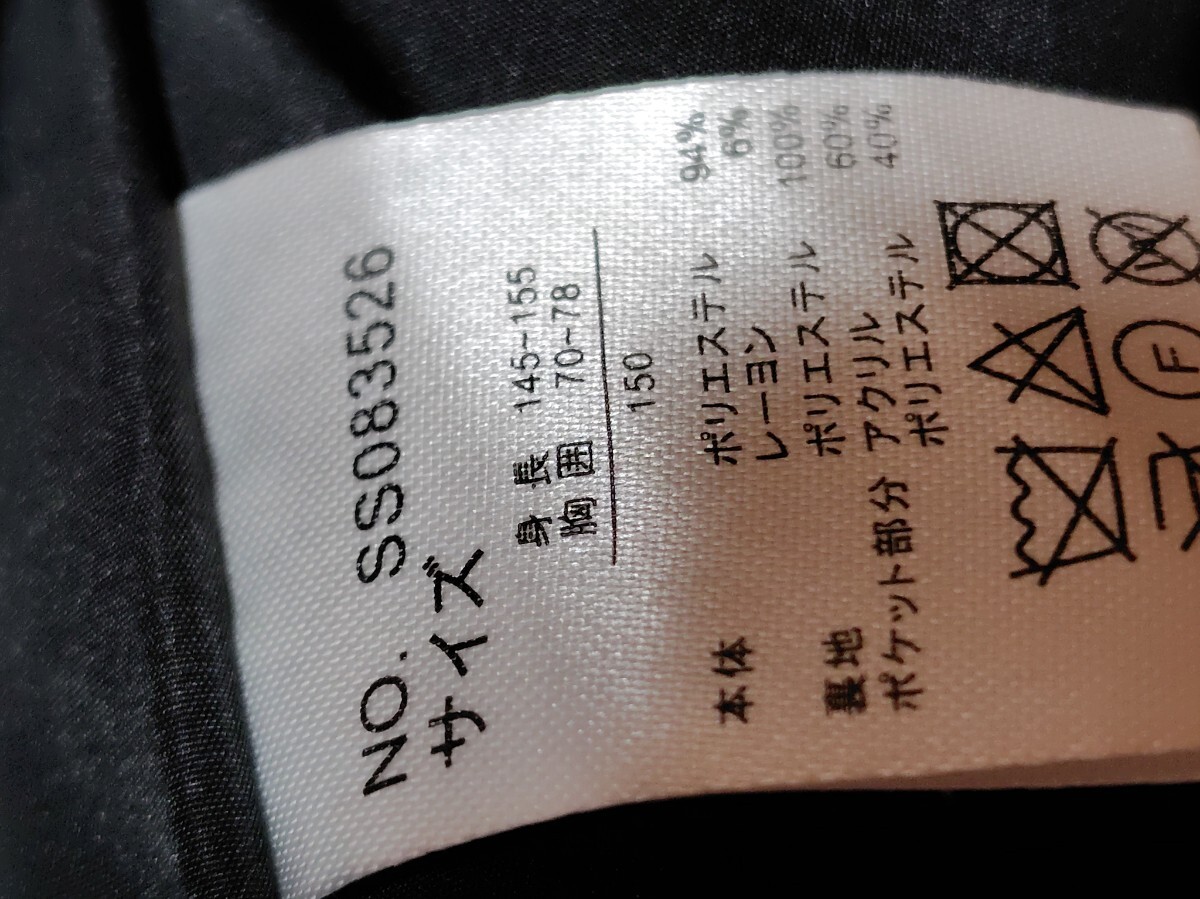 NO. SS083526
サイズ
身長 145~155
胸囲 70~78
150
本体 ポリエステル 94%
レーヨン 6%
裏地 ポリエステル 100%
ポケット部分 アクリル 60%
ポリエステル 40%
F